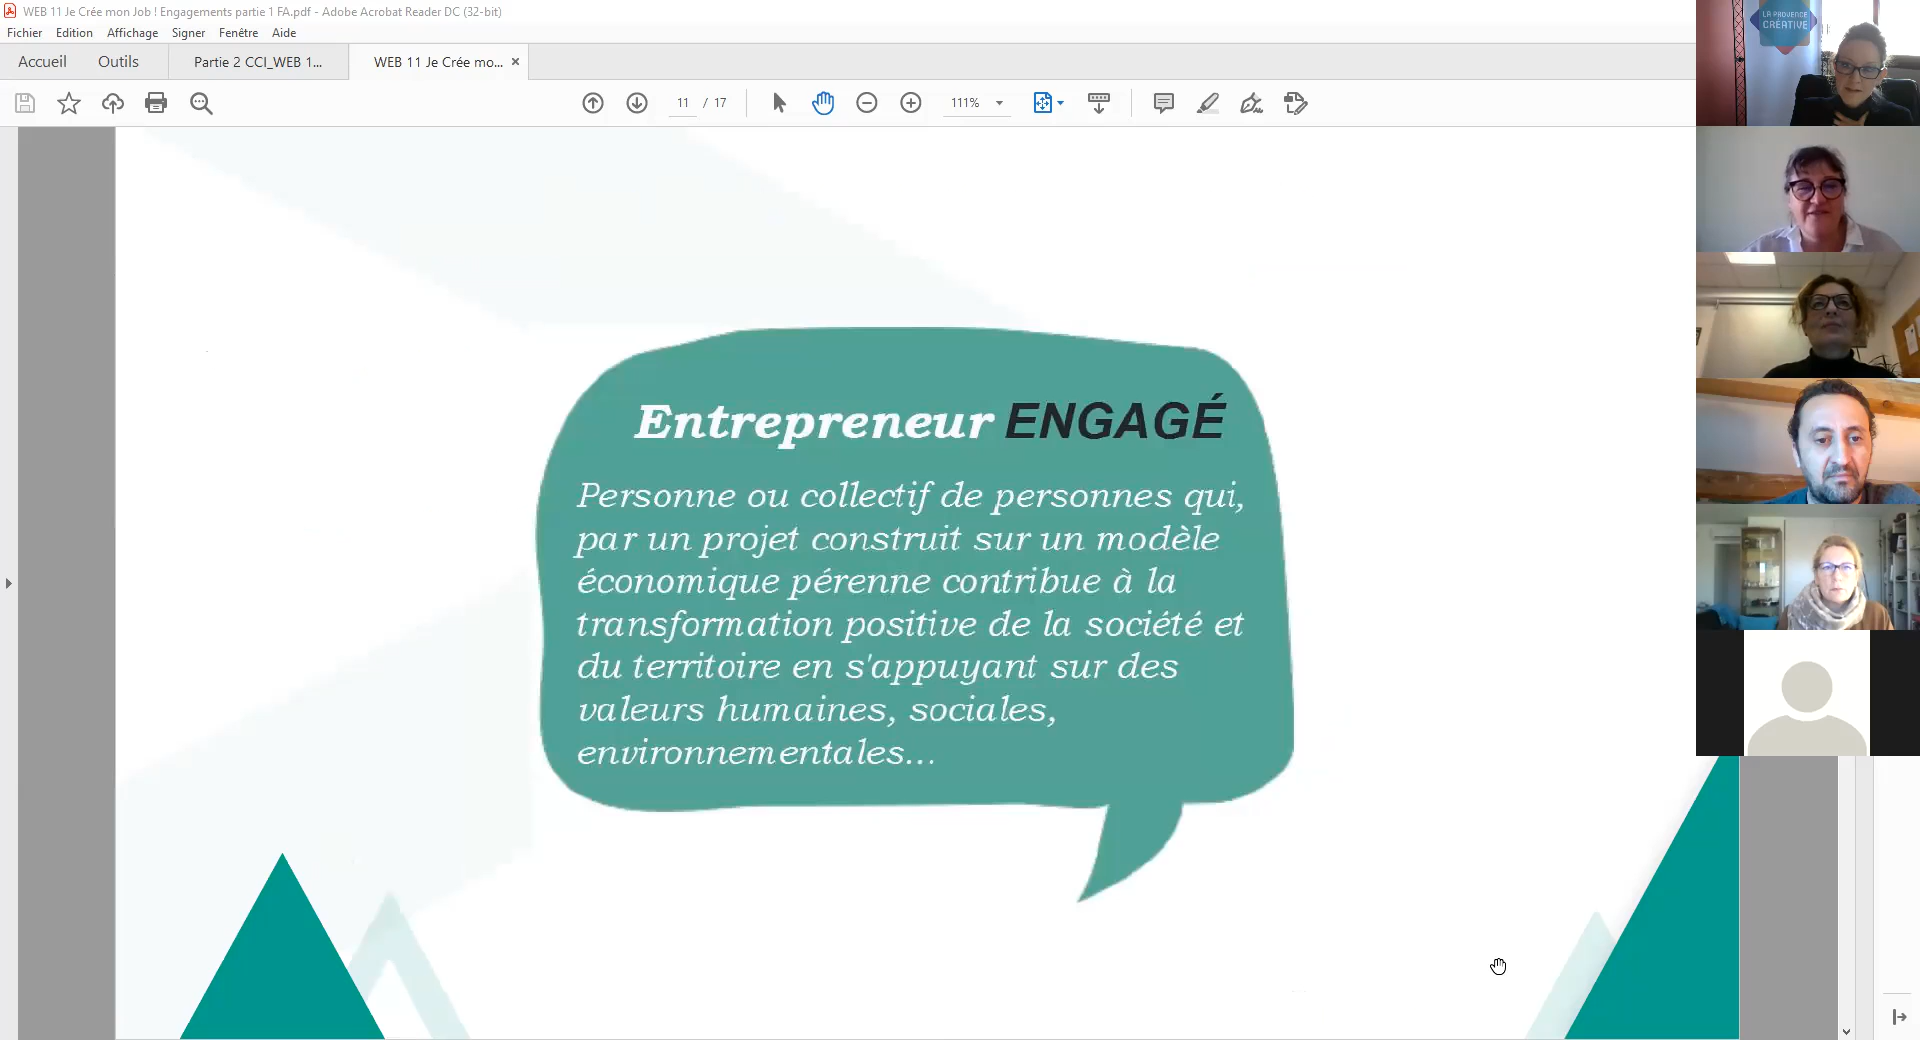 WEB 11 Je Crée mon Job ! Engagements partie 1 FA.pdf - Adobe Acrobat Reader DC (32-bit)
Fichier Edition Affichage Signer Fenêtre Aide
Accueil Outils Partie 2 CCI_WEB 1... WEB 11 Je Crée mo... ×
11 / 17 111%
LA PROVENCE
CRÉATIVE
Entrepreneur ENGAGÉ
Personne ou collectif de personnes qui,
par un projet construit sur un modèle
économique pérenne contribue à la
transformation positive de la société et
du territoire en s'appuyant sur des
valeurs humaines, sociales,
environnementales...